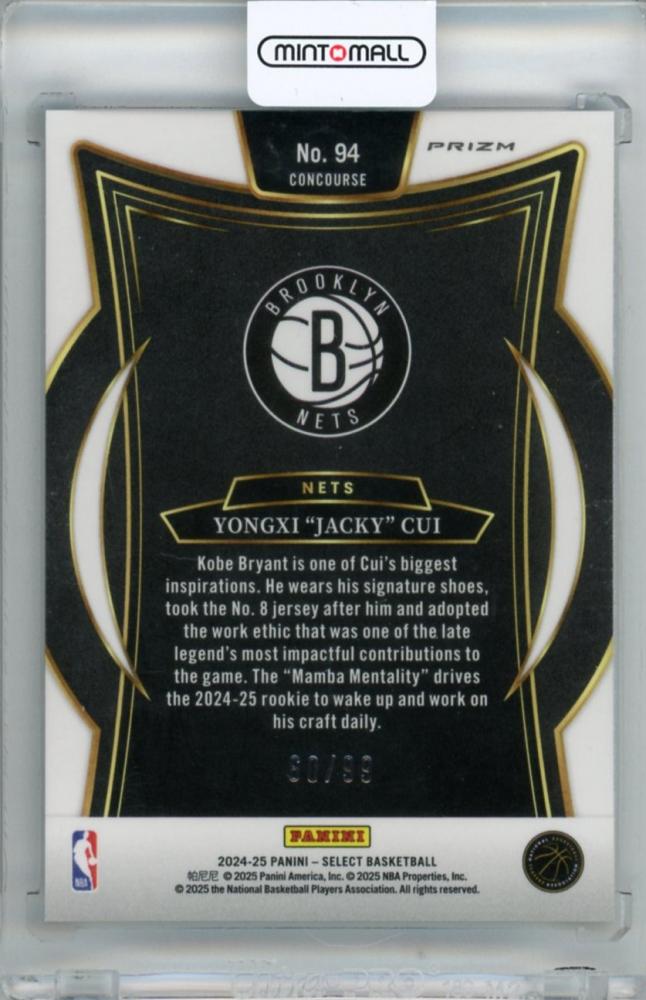 MINTOMALL
No. 94
CONCOURSE
PRIZM
BROOKLYN
B
NETS
NETS
YONGXI “JACKY” CUI
Kobe Bryant is one of Cui’s biggest
inspirations. He wears his signature shoes,
took the No. 8 jersey after him and adopted
the work ethic that was one of the late
legend’s most impactful contributions to
the game. The “Mamba Mentality” drives
the 2024-25 rookie to wake up and work on
his craft daily.
PANINI
2024-25 PANINI – SELECT BASKETBALL
帕尼尼 © 2025 Panini America, Inc. © 2025 NBA Properties, Inc.
© 2025 the National Basketball Players Association. All rights reserved.
NBA